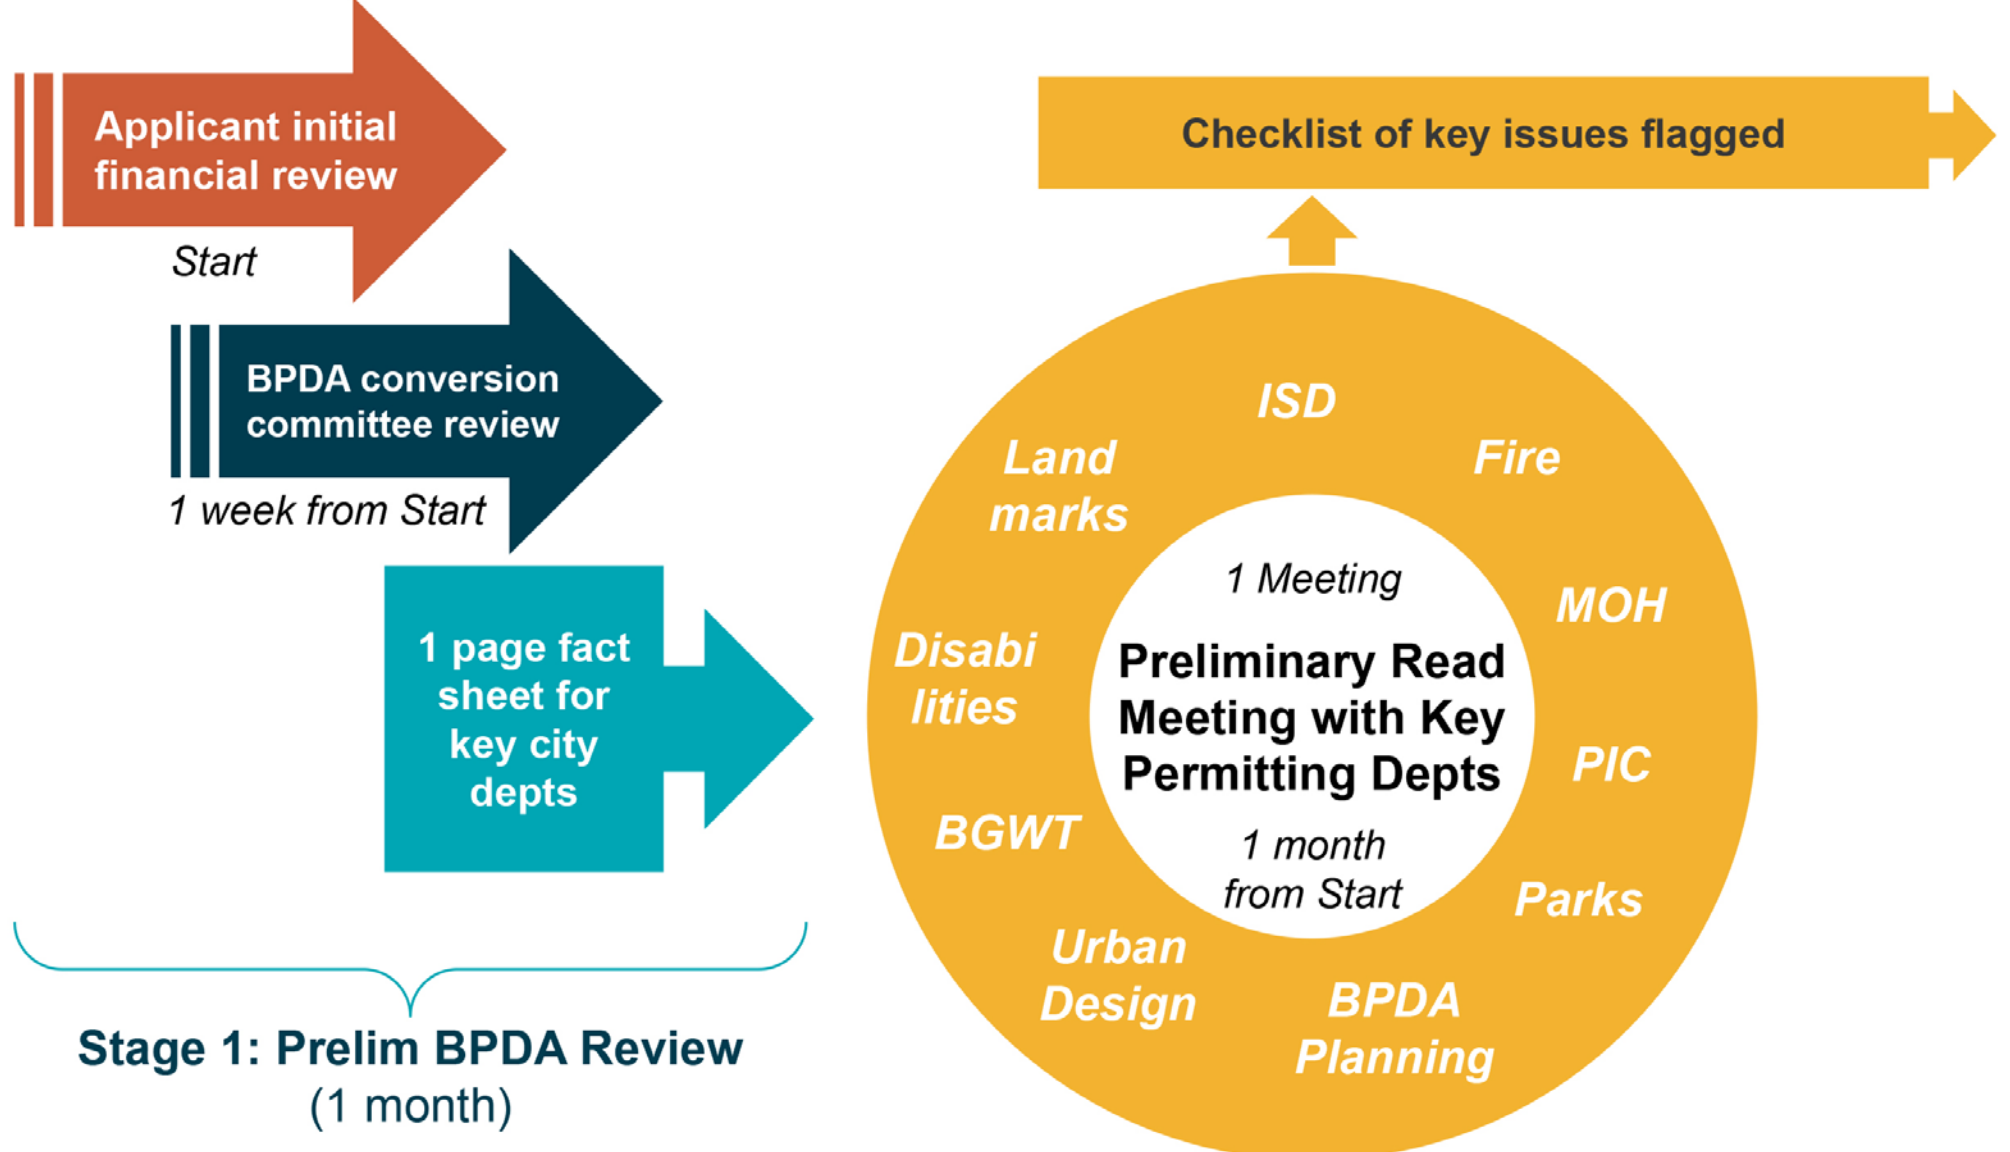 Applicant initial
financial review
Start
BPDA conversion
committee review
1 week from Start
1 page fact
sheet for
key city
depts
Stage 1: Prelim BPDA Review
(1 month)
Checklist of key issues flagged
ISD
Fire
MOH
PIC
Parks
BPDA
Planning
Urban
Design
BGWT
Disabi
lities
Land
marks
1 Meeting
Preliminary Read
Meeting with Key
Permitting Depts
1 month
from Start